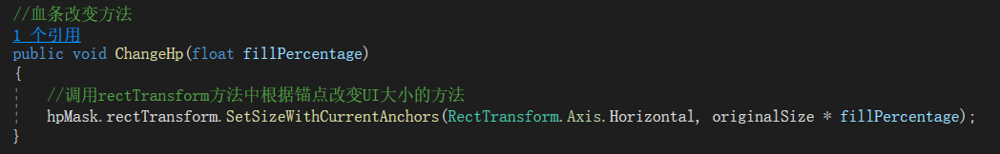 //血条改变方法
1 个引用
public void ChangeHp(float fillPercentage)
{
//调用rectTransform方法中根据锚点改变UI大小的方法
hpMask.rectTransform.SetSizeWithCurrentAnchors(RectTransform.Axis.Horizontal, originalSize * fillPercentage);
}